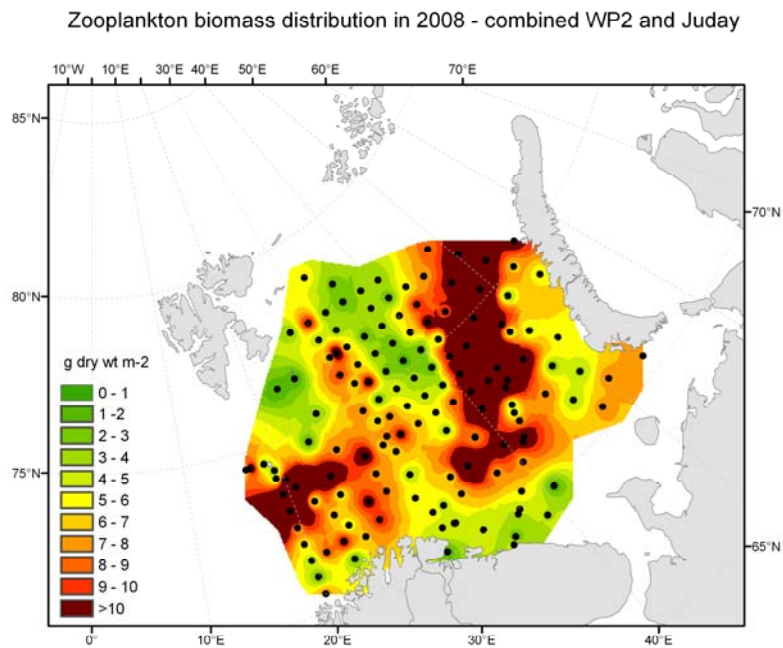 Zooplankton biomass distribution in 2008 - combined WP2 and Juday
10°W 10°E 30°E 40°E 50°E 60°E 70°E
85°N
70°N
80°N
g dry wt m-2
0 - 1
1 -2
2 - 3
3 - 4
4 - 5
5 - 6
6 - 7
7 - 8
8 - 9
9 - 10
>10
75°N
65°N
0° 10°E 20°E 30°E 40°E